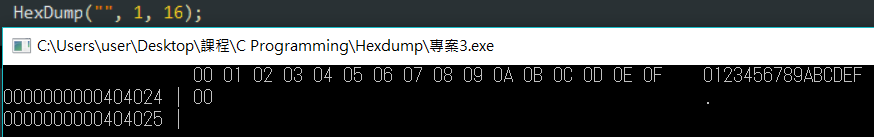 HexDump("", 1, 16);
C:\Users\user\Desktop\課程\C Programming\Hexdump\專案3.exe
00 01 02 03 04 05 06 07 08 09 0A 0B 0C 0D 0E 0F 0123456789ABCDEF
0000000000404024 | 00 .
0000000000404025 |